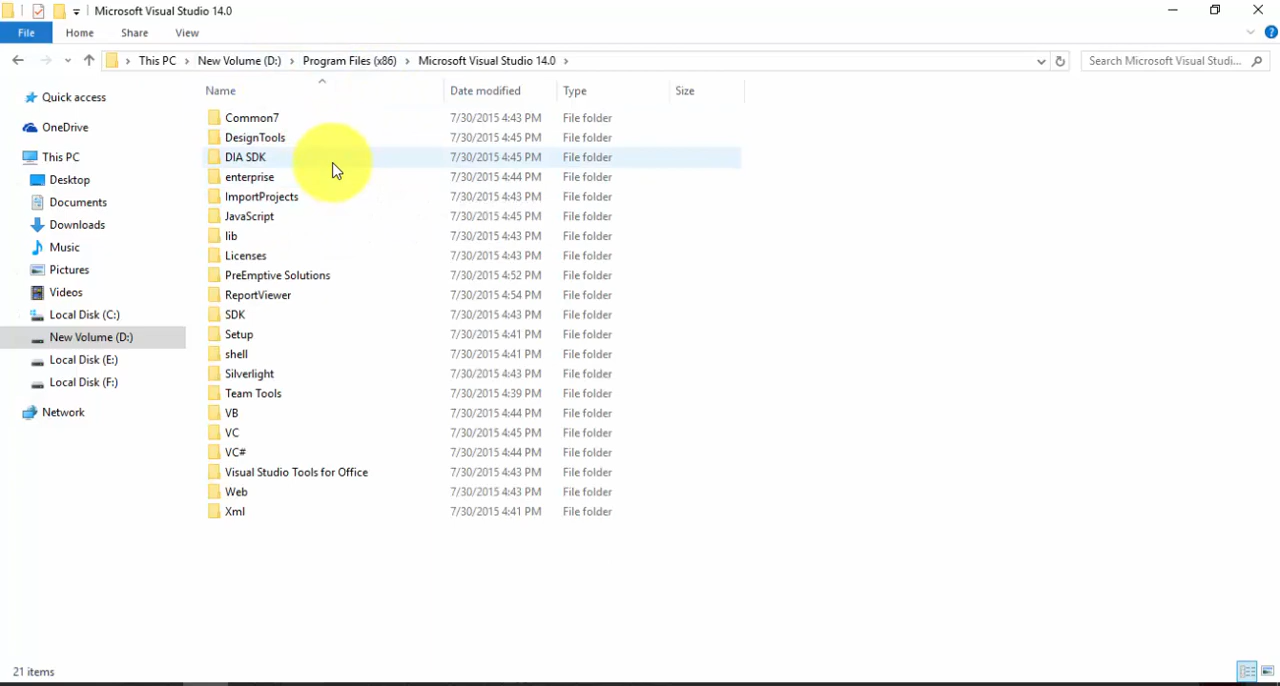 Microsoft Visual Studio 14.0
File Home Share View
This PC New Volume (D:) Program Files (x86) Microsoft Visual Studio 14.0 Search Microsoft Visual Studi...
Name Date modified Type Size
Quick access
OneDrive
This PC
Desktop
Documents
Downloads
Music
Pictures
Videos
Local Disk (C:)
New Volume (D:)
Local Disk (E:)
Local Disk (F:)
Network
Common7 7/30/2015 4:43 PM File folder
DesignTools 7/30/2015 4:45 PM File folder
DIA SDK 7/30/2015 4:45 PM File folder
enterprise 7/30/2015 4:44 PM File folder
ImportProjects 7/30/2015 4:43 PM File folder
JavaScript 7/30/2015 4:45 PM File folder
lib 7/30/2015 4:43 PM File folder
Licenses 7/30/2015 4:43 PM File folder
PreEmptive Solutions 7/30/2015 4:52 PM File folder
ReportViewer 7/30/2015 4:54 PM File folder
SDK 7/30/2015 4:43 PM File folder
Setup 7/30/2015 4:41 PM File folder
shell 7/30/2015 4:41 PM File folder
Silverlight 7/30/2015 4:43 PM File folder
Team Tools 7/30/2015 4:39 PM File folder
VB 7/30/2015 4:44 PM File folder
VC 7/30/2015 4:45 PM File folder
VC# 7/30/2015 4:44 PM File folder
Visual Studio Tools for Office 7/30/2015 4:43 PM File folder
Web 7/30/2015 4:43 PM File folder
Xml 7/30/2015 4:41 PM File folder
21 items